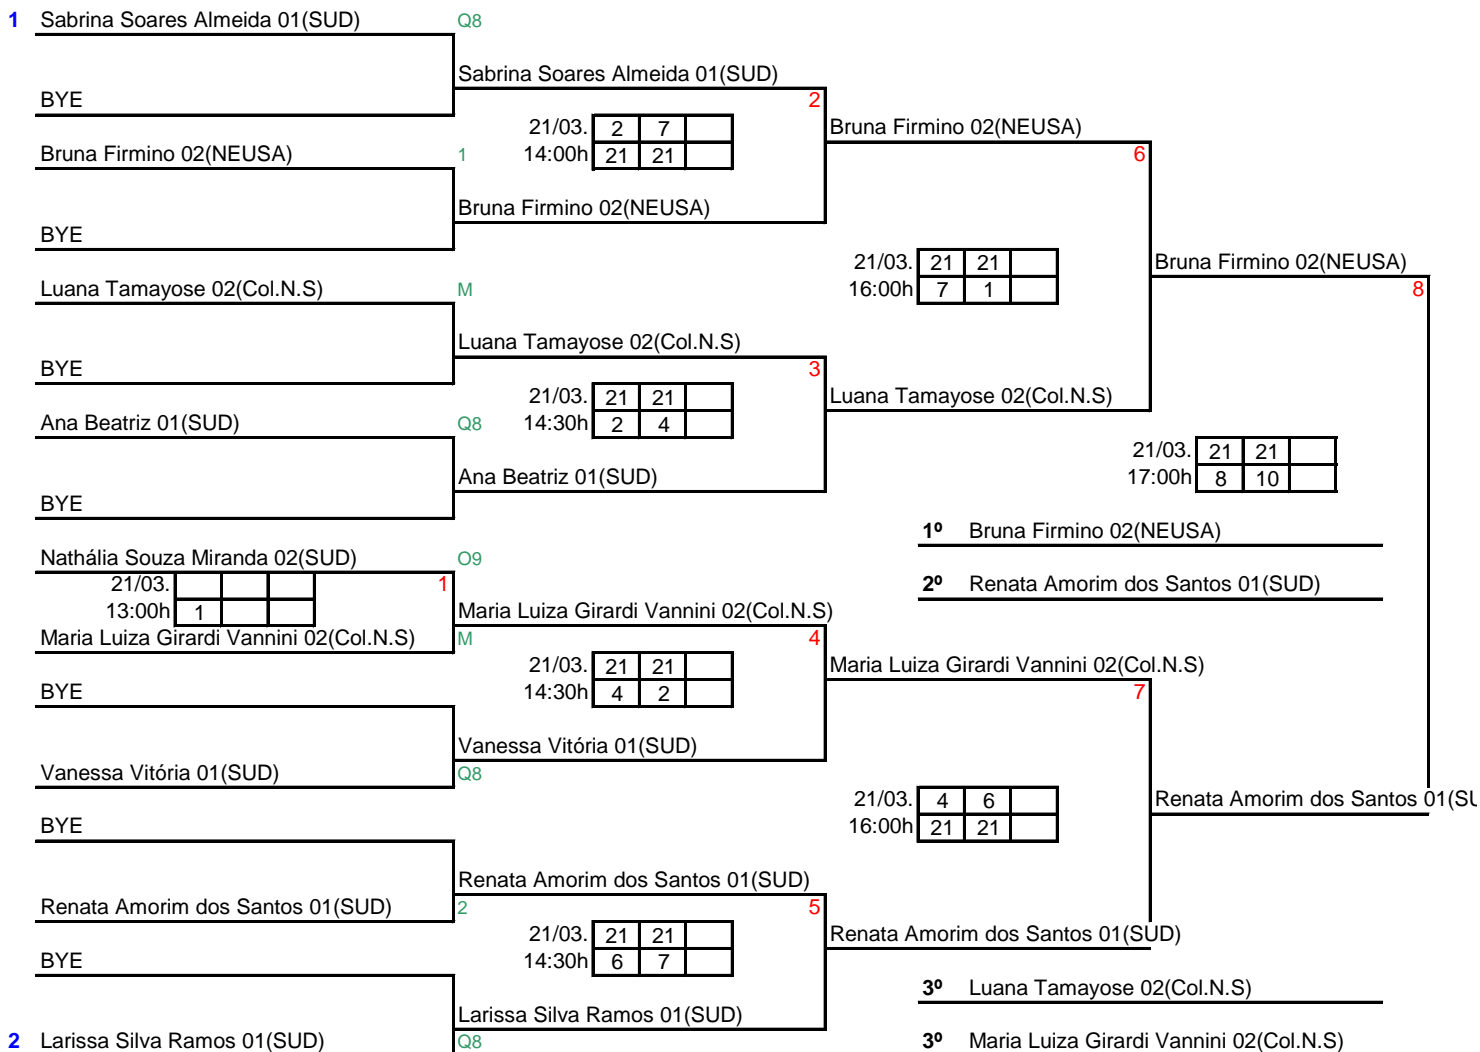 1 Sabrina Soares Almeida 01(SUD) Q8
Sabrina Soares Almeida 01(SUD)
BYE 2
21/03. 2 7 Bruna Firmino 02(NEUSA)
Bruna Firmino 02(NEUSA) 1 14:00h 21 21 6
Bruna Firmino 02(NEUSA)
BYE
21/03. 21 21 Bruna Firmino 02(NEUSA)
Luana Tamayose 02(Col.N.S) M 16:00h 7 1 8
Luana Tamayose 02(Col.N.S)
BYE 3
21/03. 21 21 Luana Tamayose 02(Col.N.S)
Ana Beatriz 01(SUD) Q8 14:30h 2 4
21/03. 21 21
Ana Beatriz 01(SUD) 17:00h 8 10
BYE
1º Bruna Firmino 02(NEUSA)
Nathália Souza Miranda 02(SUD) O9
21/03. 1 2º Renata Amorim dos Santos 01(SUD)
13:00h 1 Maria Luiza Girardi Vannini 02(Col.N.S)
Maria Luiza Girardi Vannini 02(Col.N.S) M 4
21/03. 21 21 Maria Luiza Girardi Vannini 02(Col.N.S)
BYE 14:30h 4 2 7
Vanessa Vitória 01(SUD)
Vanessa Vitória 01(SUD) Q8
21/03. 4 6 Renata Amorim dos Santos 01(SU
BYE 16:00h 21 21
Renata Amorim dos Santos 01(SUD)
Renata Amorim dos Santos 01(SUD) 2 5
21/03. 21 21 Renata Amorim dos Santos 01(SUD)
BYE 14:30h 6 7
3º Luana Tamayose 02(Col.N.S)
Larissa Silva Ramos 01(SUD)
2 Larissa Silva Ramos 01(SUD) Q8 3º Maria Luiza Girardi Vannini 02(Col.N.S)